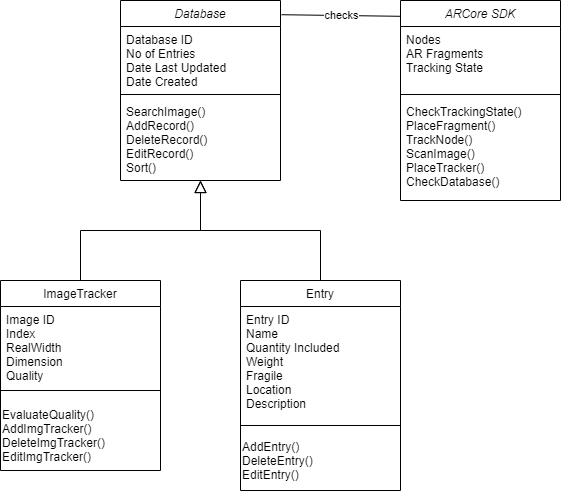 Database
Database ID
No of Entries
Date Last Updated
Date Created
SearchImage()
AddRecord()
DeleteRecord()
EditRecord()
Sort()
checks
ARCore SDK
Nodes
AR Fragments
Tracking State
CheckTrackingState()
PlaceFragment()
TrackNode()
ScanImage()
PlaceTracker()
CheckDatabase()
ImageTracker
Image ID
Index
RealWidth
Dimension
Quality
EvaluateQuality()
AddImgTracker()
DeleteImgTracker()
EditImgTracker()
Entry
Entry ID
Name
Quantity Included
Weight
Fragile
Location
Description
AddEntry()
DeleteEntry()
EditEntry()